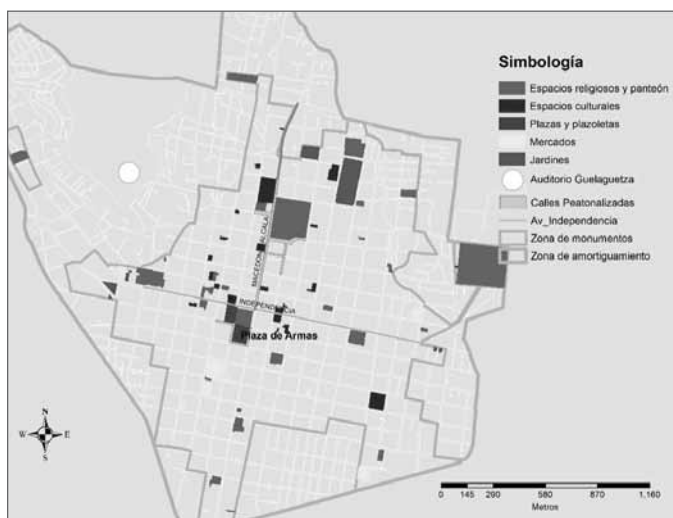 Simbología
Espacios religiosos y panteón
Espacios culturales
Plazas y plazoletas
Mercados
Jardines
Auditorio Guelaguetza
Calles Peatonalizadas
Av_Independencia
Zona de monumentos
Zona de amortiguamiento
MACEDONIO ALCALÁ
INDEPENDENCIA
Plaza de Armas
N
W E
S
0 145 290 580 870 1,160
Metros